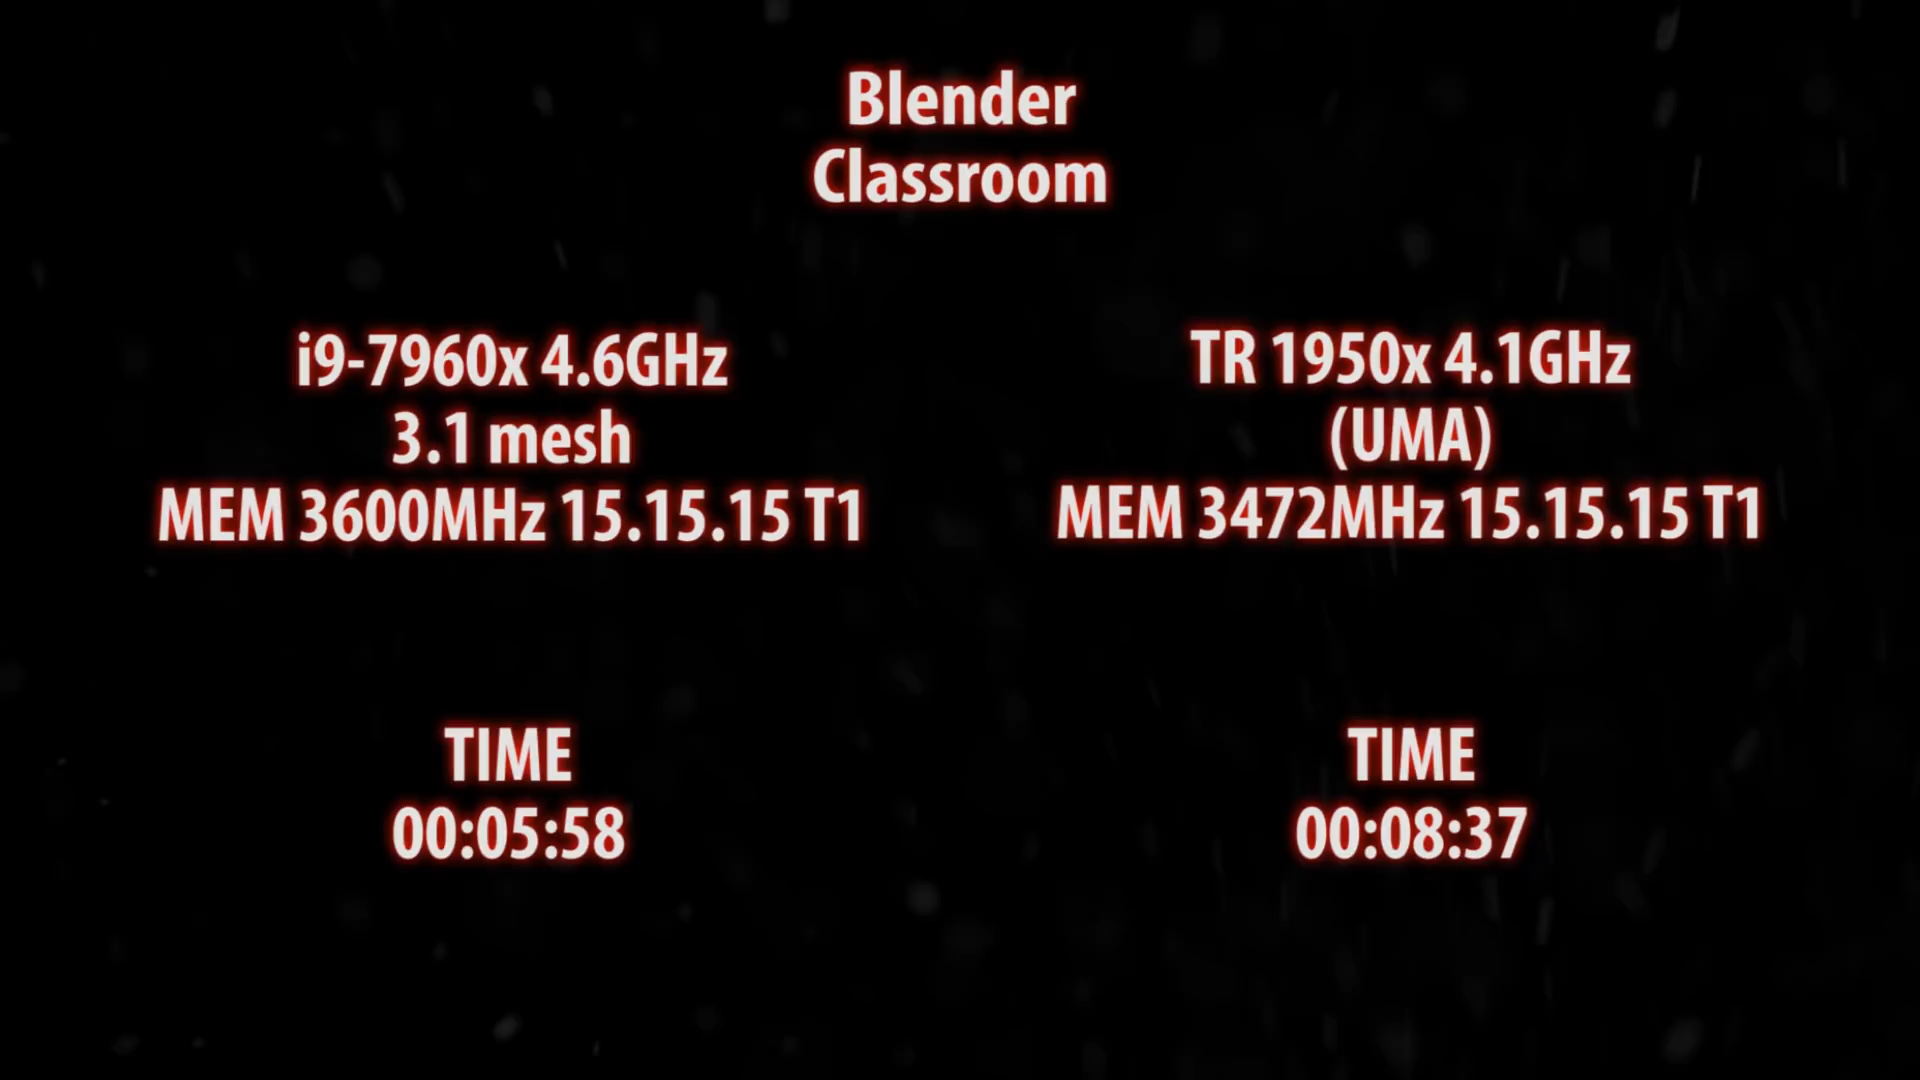 Blender
Classroom
i9-7960x 4.6GHz
3.1 mesh
MEM 3600MHz 15.15.15 T1
TR 1950x 4.1GHz
(UMA)
MEM 3472MHz 15.15.15 T1
TIME
00:05:58
TIME
00:08:37